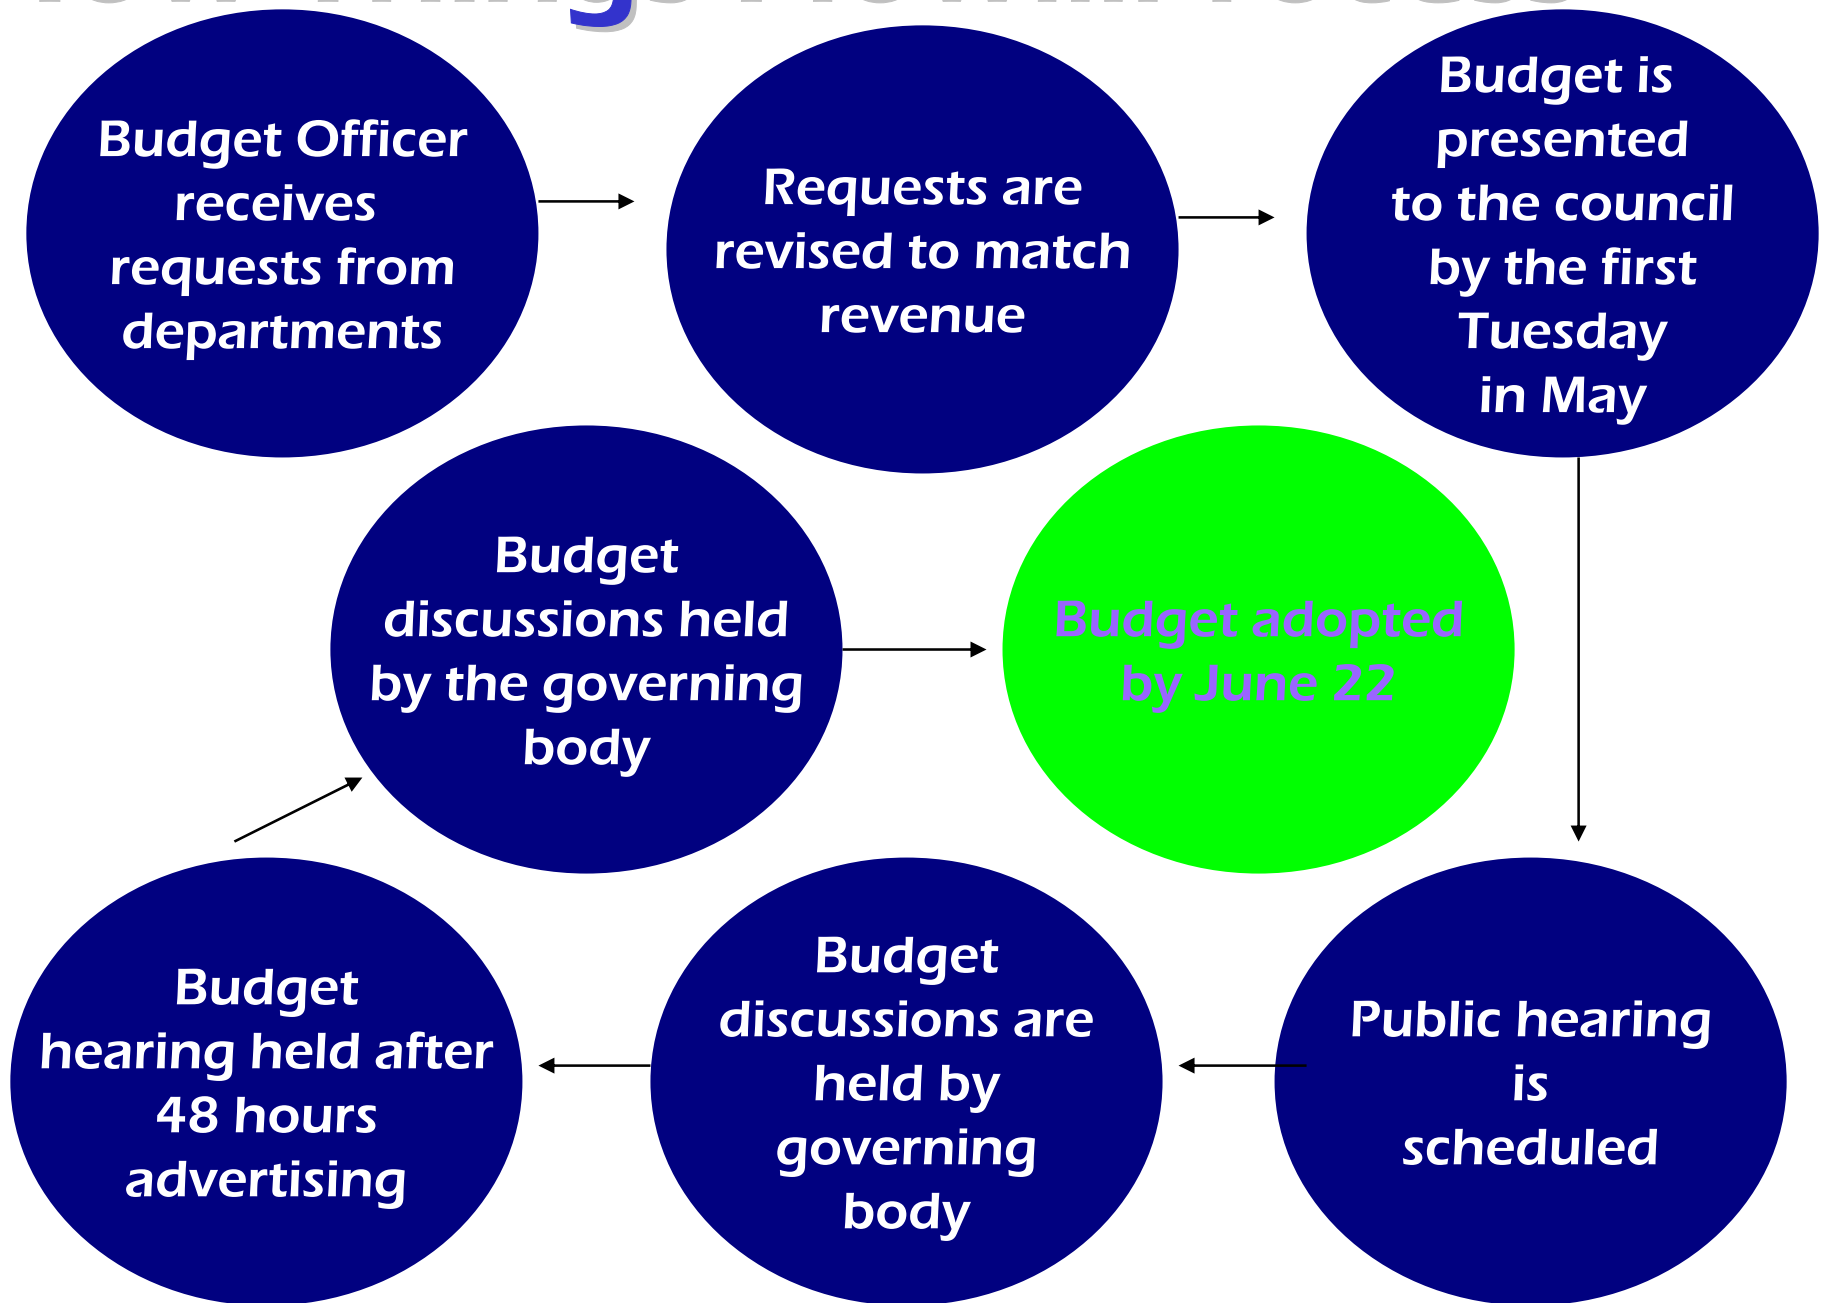 Budget Officer
receives
requests from
departments
Requests are
revised to match
revenue
Budget is
presented
to the council
by the first
Tuesday
in May
Public hearing
is
scheduled
Budget
discussions are
held by
governing
body
Budget
hearing held after
48 hours
advertising
Budget
discussions held
by the governing
body
Budget adopted
by June 22